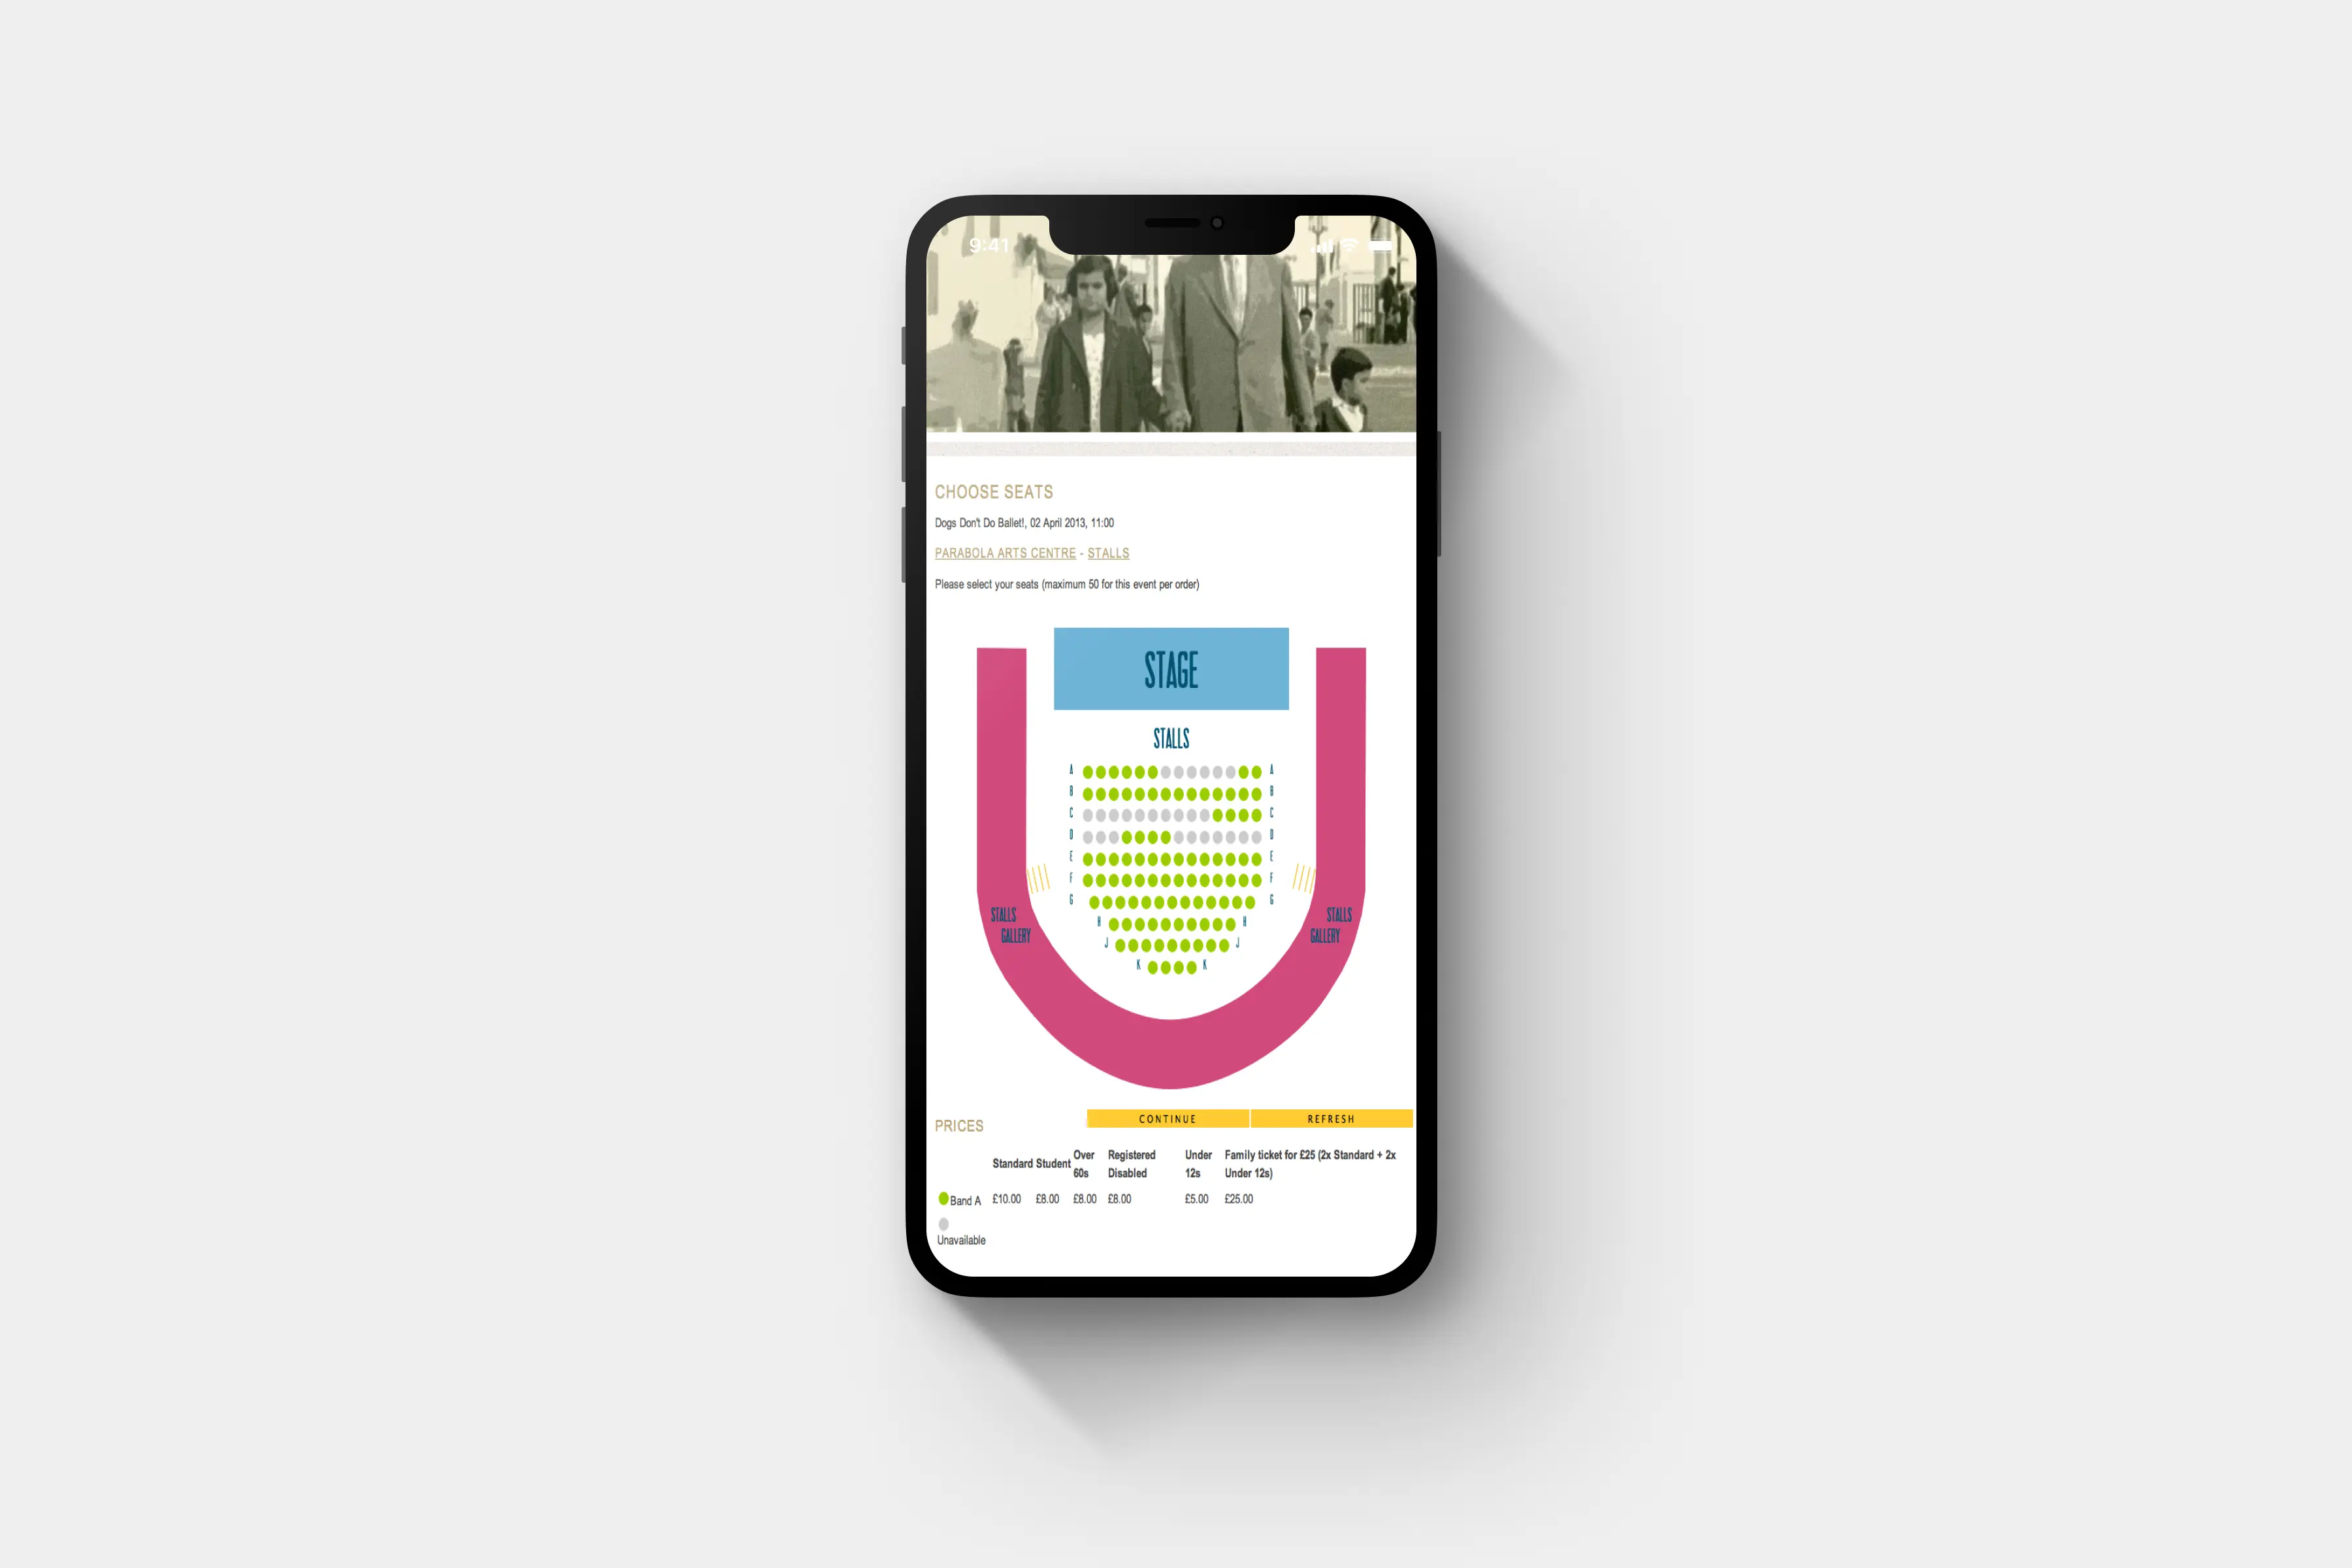 9:41
CHOOSE SEATS
Dogs Don't Do Ballet!, 02 April 2013, 11:00
PARABOLA ARTS CENTRE - STALLS
Please select your seats (maximum 50 for this event per order)
STAGE
STALLS
A A
B B
C C
D D
E E
F F
G G
H H
J J
K K
STALLS
GALLERY
STALLS
GALLERY
CONTINUE REFRESH
PRICES
Standard Student Over 60s Registered Disabled Under 12s Family ticket for £25 (2x Standard + 2x Under 12s)
Band A £10.00 £8.00 £8.00 £8.00 £5.00 £25.00
Unavailable